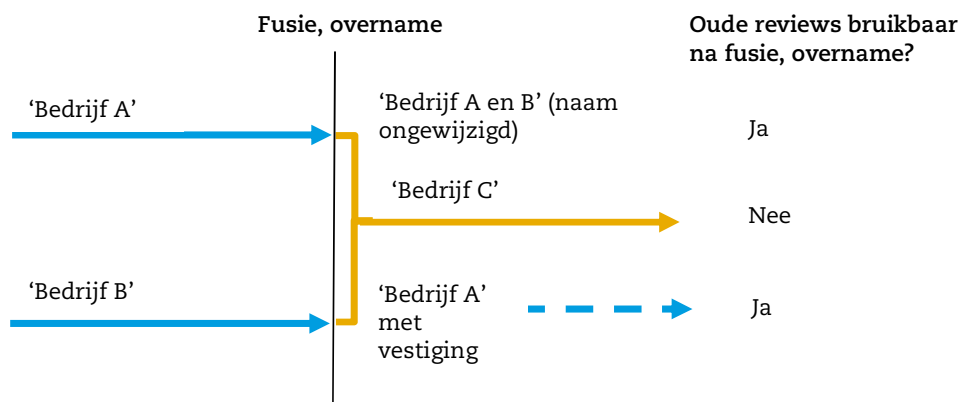 Fusie, overname
Oude reviews bruikbaar
na fusie, overname?
‘Bedrijf A’
‘Bedrijf A en B’ (naam
ongewijzigd)
Ja
‘Bedrijf C’
Nee
‘Bedrijf B’
‘Bedrijf A’
met
vestiging
Ja